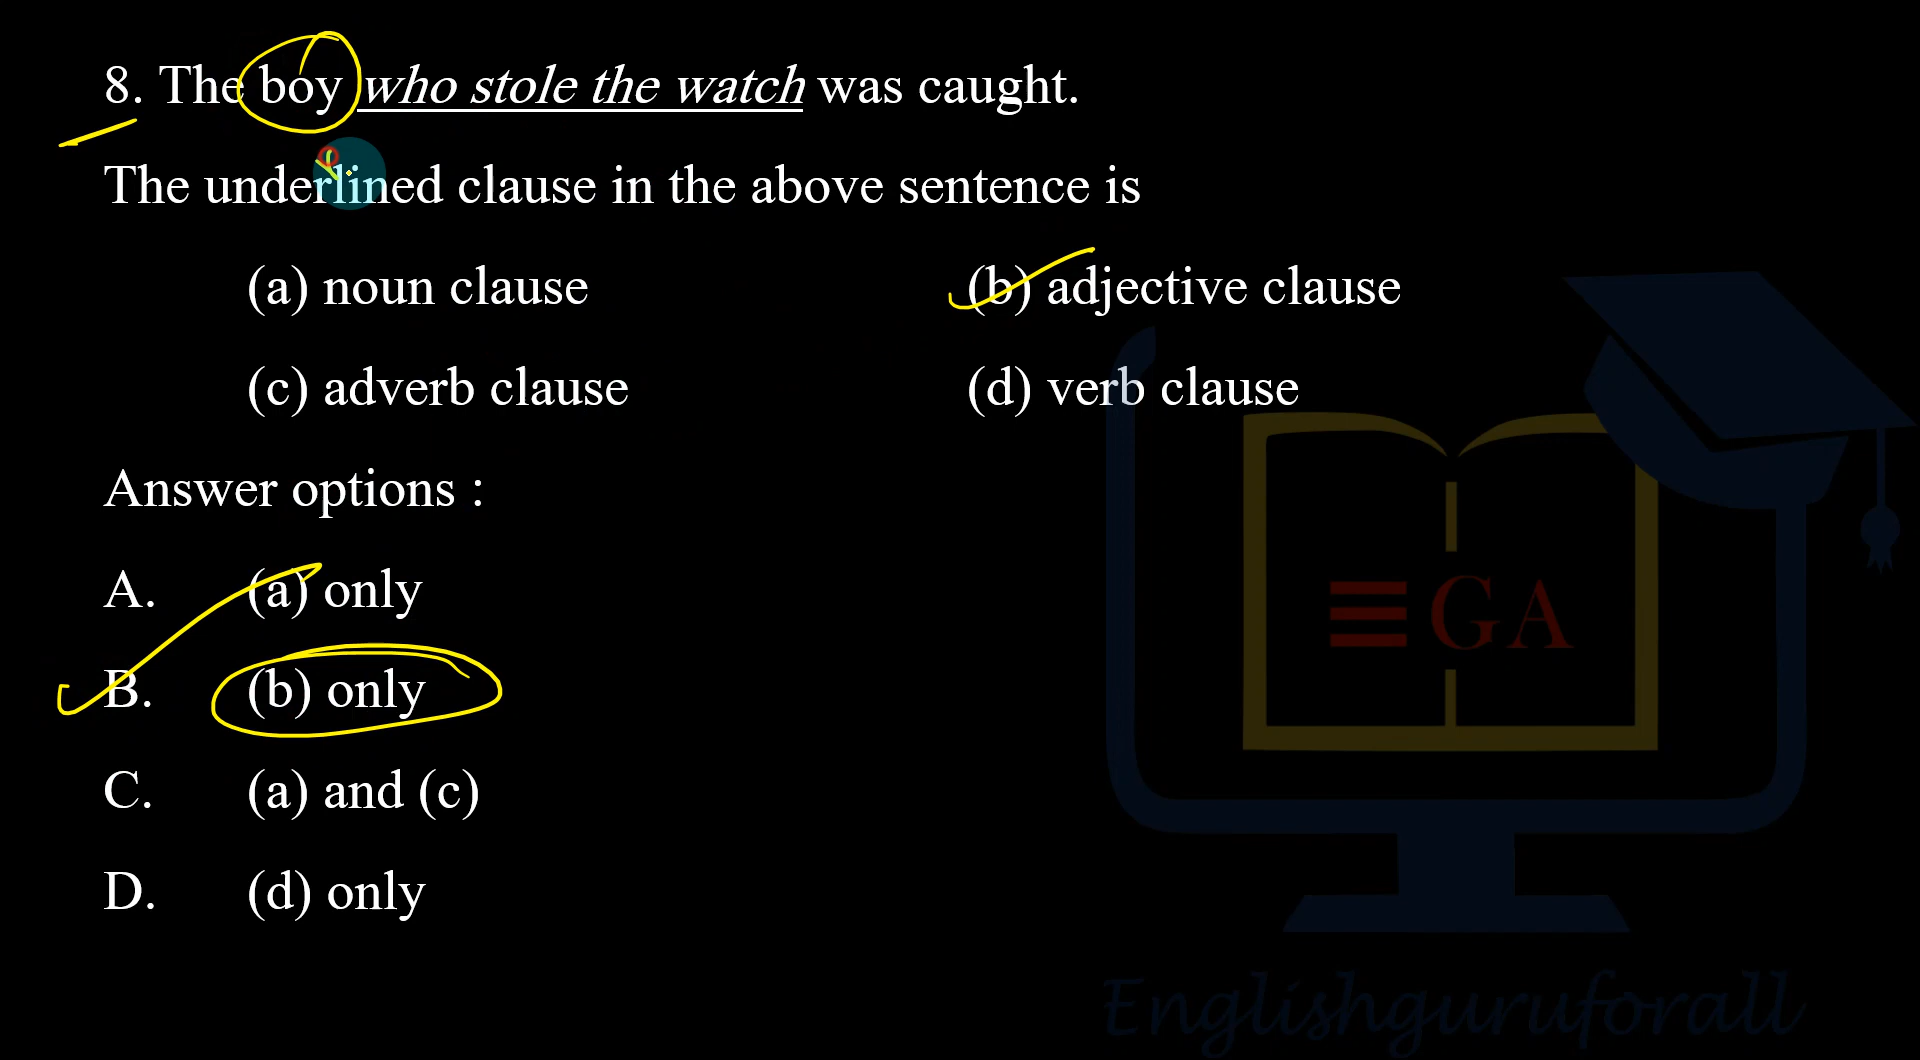 8. The boy who stole the watch was caught.
The underlined clause in the above sentence is
(a) noun clause (b) adjective clause
(c) adverb clause (d) verb clause
Answer options :
A. (a) only
B. (b) only
C. (a) and (c)
D. (d) only
GA
Englishguruforall